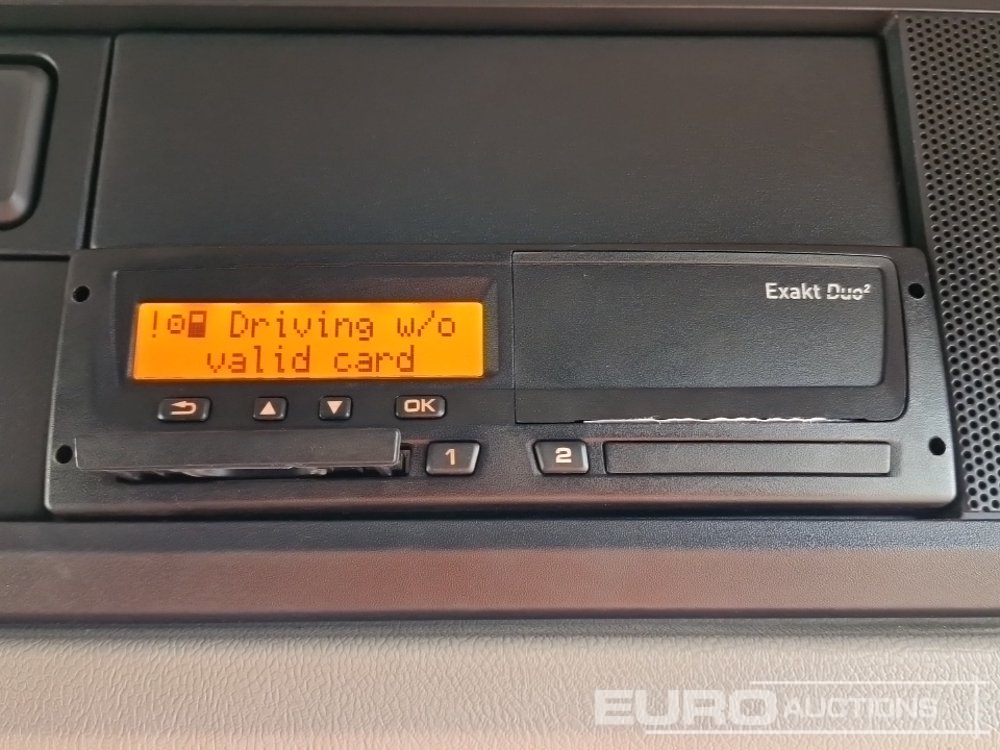 Exakt Duo²
! Driving w/o
valid card
OK
1
2
EURO AUCTIONS